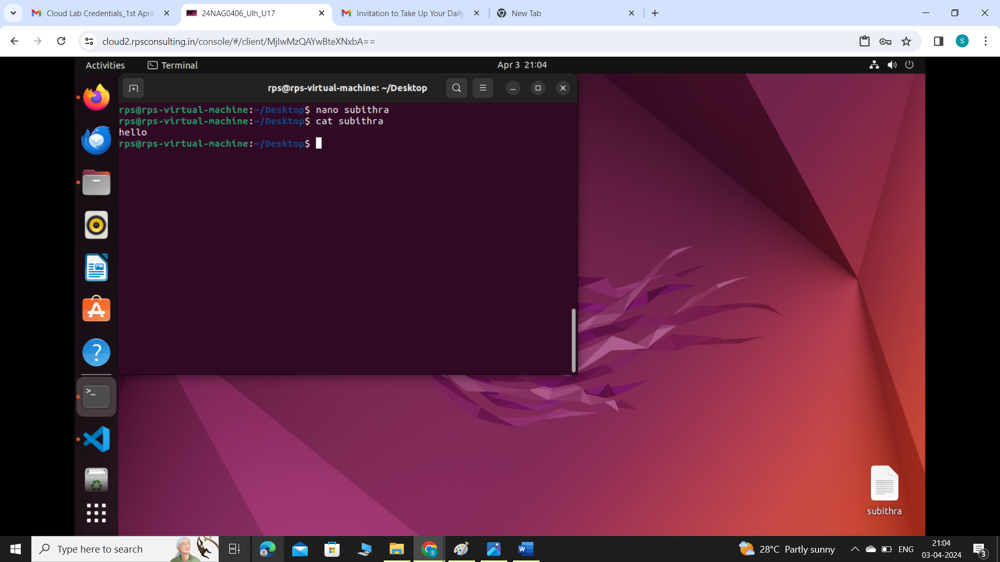 Cloud Lab Credentials_1st April
24NAG0406_Ulh_U17
Invitation to Take Up Your Daily
New Tab
cloud2.rpsconsulting.in/console/#/client/MjIwMzQAYwBteXNxbA==
S
Activities
Terminal
Apr 3 21:04
rps@rps-virtual-machine: ~/Desktop
rps@rps-virtual-machine:~/Desktop$ nano subithra
rps@rps-virtual-machine:~/Desktop$ cat subithra
hello
rps@rps-virtual-machine:~/Desktop$
subithra
Type here to search
28°C Partly sunny
ENG
21:04
03-04-2024
3